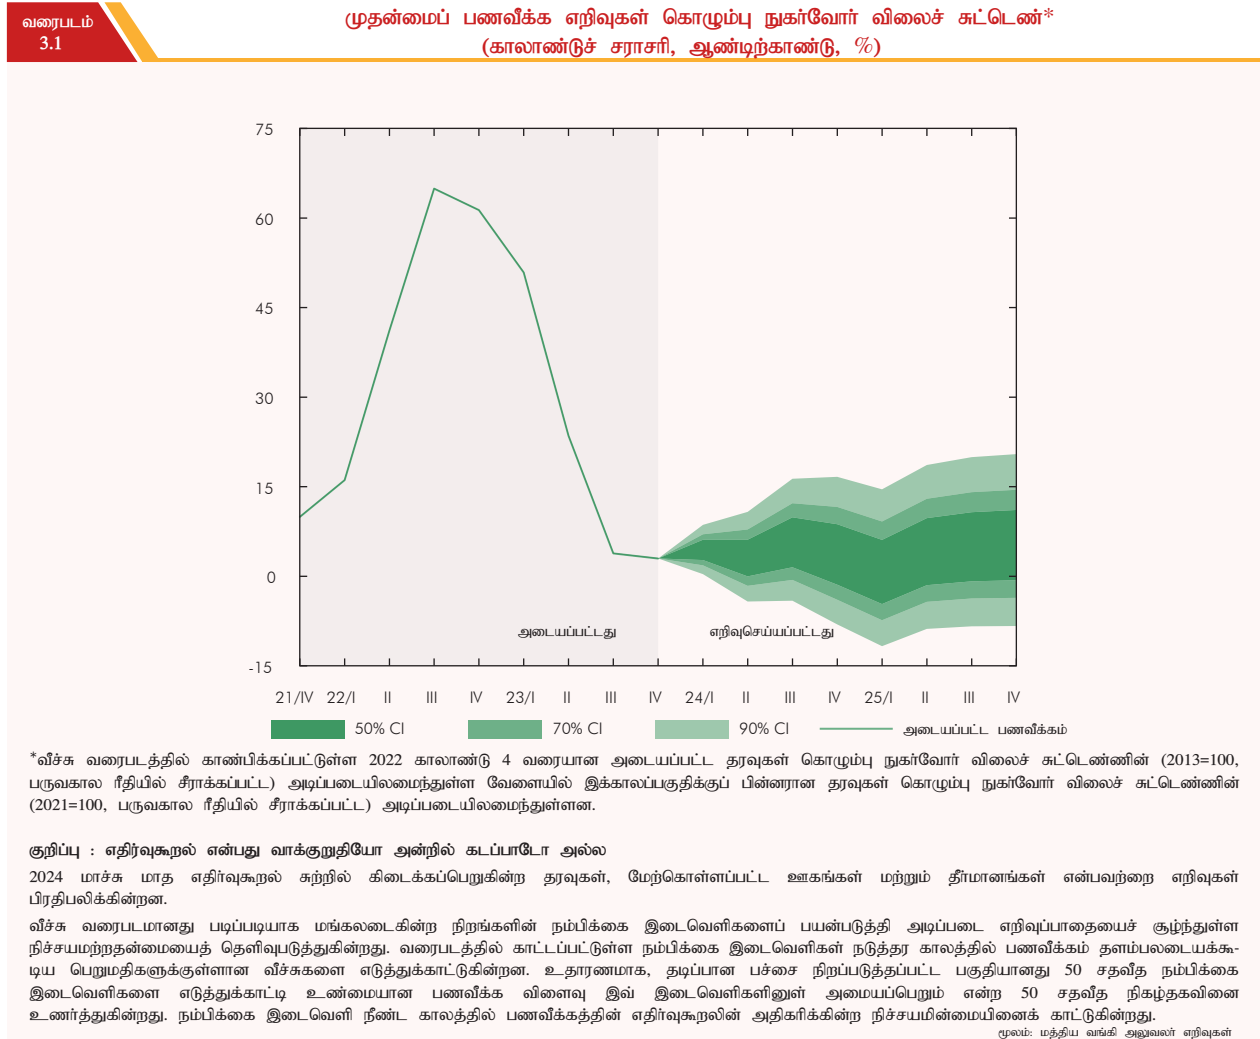 வரைபடம்
3.1
முதன்மைப் பணவீக்க எறிவுகள் கொழும்பு நுகர்வோர் விலைச் சுட்டெண்*
(காலாண்டுச் சராசரி, ஆண்டிற்காண்டு, %)
75
60
45
30
15
0
-15
அடையப்பட்டது
எறிவுசெய்யப்பட்டது
21/IV 22/I II III IV 23/I II III IV 24/I II III IV 25/I II III IV
50% CI 70% CI 90% CI அடையப்பட்ட பணவீக்கம்
*வீச்சு வரைபடத்தில் காண்பிக்கப்பட்டுள்ள 2022 காலாண்டு 4 வரையான அடையப்பட்ட தரவுகள் கொழும்பு நுகர்வோர் விலைச் சுட்டெண்ணின் (2013=100,
பருவகால ரீதியில் சீராக்கப்பட்ட) அடிப்படையிலமைந்துள்ள வேளையில் இக்காலப்பகுதிக்குப் பின்னரான தரவுகள் கொழும்பு நுகர்வோர் விலைச் சுட்டெண்ணின்
(2021=100, பருவகால ரீதியில் சீராக்கப்பட்ட) அடிப்படையிலமைந்துள்ளன.
குறிப்பு : எதிர்வுகூறல் என்பது வாக்குறுதியோ அன்றில் கடப்பாடோ அல்ல
2024 மாச்சு மாத எதிர்வுகூறல் சுற்றில் கிடைக்கப்பெறுகின்ற தரவுகள், மேற்கொள்ளப்பட்ட ஊகங்கள் மற்றும் தீர்மானங்கள் என்பவற்றை எறிவுகள்
பிரதிபலிக்கின்றன.
வீச்சு வரைபடமானது படிப்படியாக மங்கலடைகின்ற நிறங்களின் நம்பிக்கை இடைவெளிகளைப் பயன்படுத்தி அடிப்படை எறிவுப்பாதையைச் சூழ்ந்துள்ள
நிச்சயமற்றதன்மையைத் தெளிவுபடுத்துகின்றது. வரைபடத்தில் காட்டப்பட்டுள்ள நம்பிக்கை இடைவெளிகள் நடுத்தர காலத்தில் பணவீக்கம் தளம்பலடையக்கூ-
டிய பெறுமதிகளுக்குள்ளான வீச்சுகளை எடுத்துக்காட்டுகின்றன. உதாரணமாக, தடிப்பான பச்சை நிறப்படுத்தப்பட்ட பகுதியானது 50 சதவீத நம்பிக்கை
இடைவெளிகளை எடுத்துக்காட்டி உண்மையான பணவீக்க விளைவு இவ் இடைவெளிகளினுள் அமையப்பெறும் என்ற 50 சதவீத நிகழ்தகவினை
உணர்த்துகின்றது. நம்பிக்கை இடைவெளி நீண்ட காலத்தில் பணவீக்கத்தின் எதிர்வுகூறலின் அதிகரிக்கின்ற நிச்சயமின்மையினைக் காட்டுகின்றது.
மூலம்: மத்திய வங்கி அலுவலர் எறிவுகள்